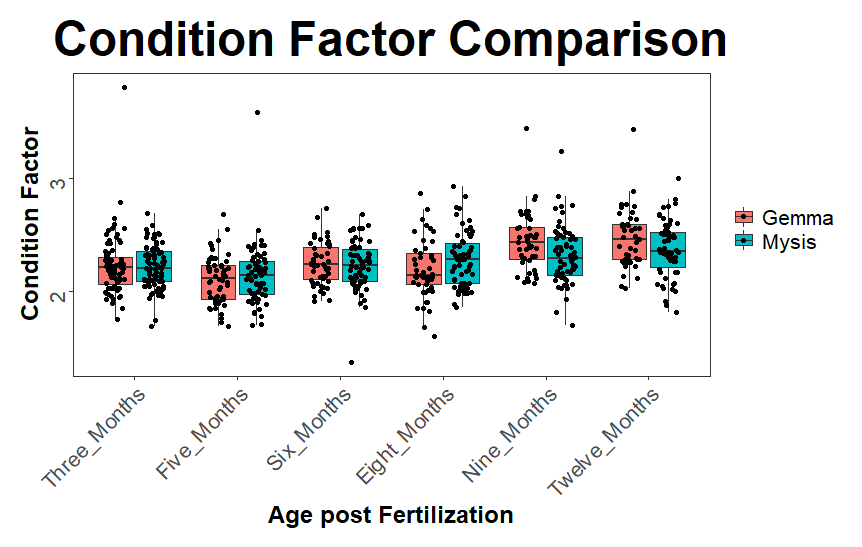 Condition Factor Comparison
Condition Factor
3
2
Gemma
Mysis
Three_Months
Five_Months
Six_Months
Eight_Months
Nine_Months
Twelve_Months
Age post Fertilization